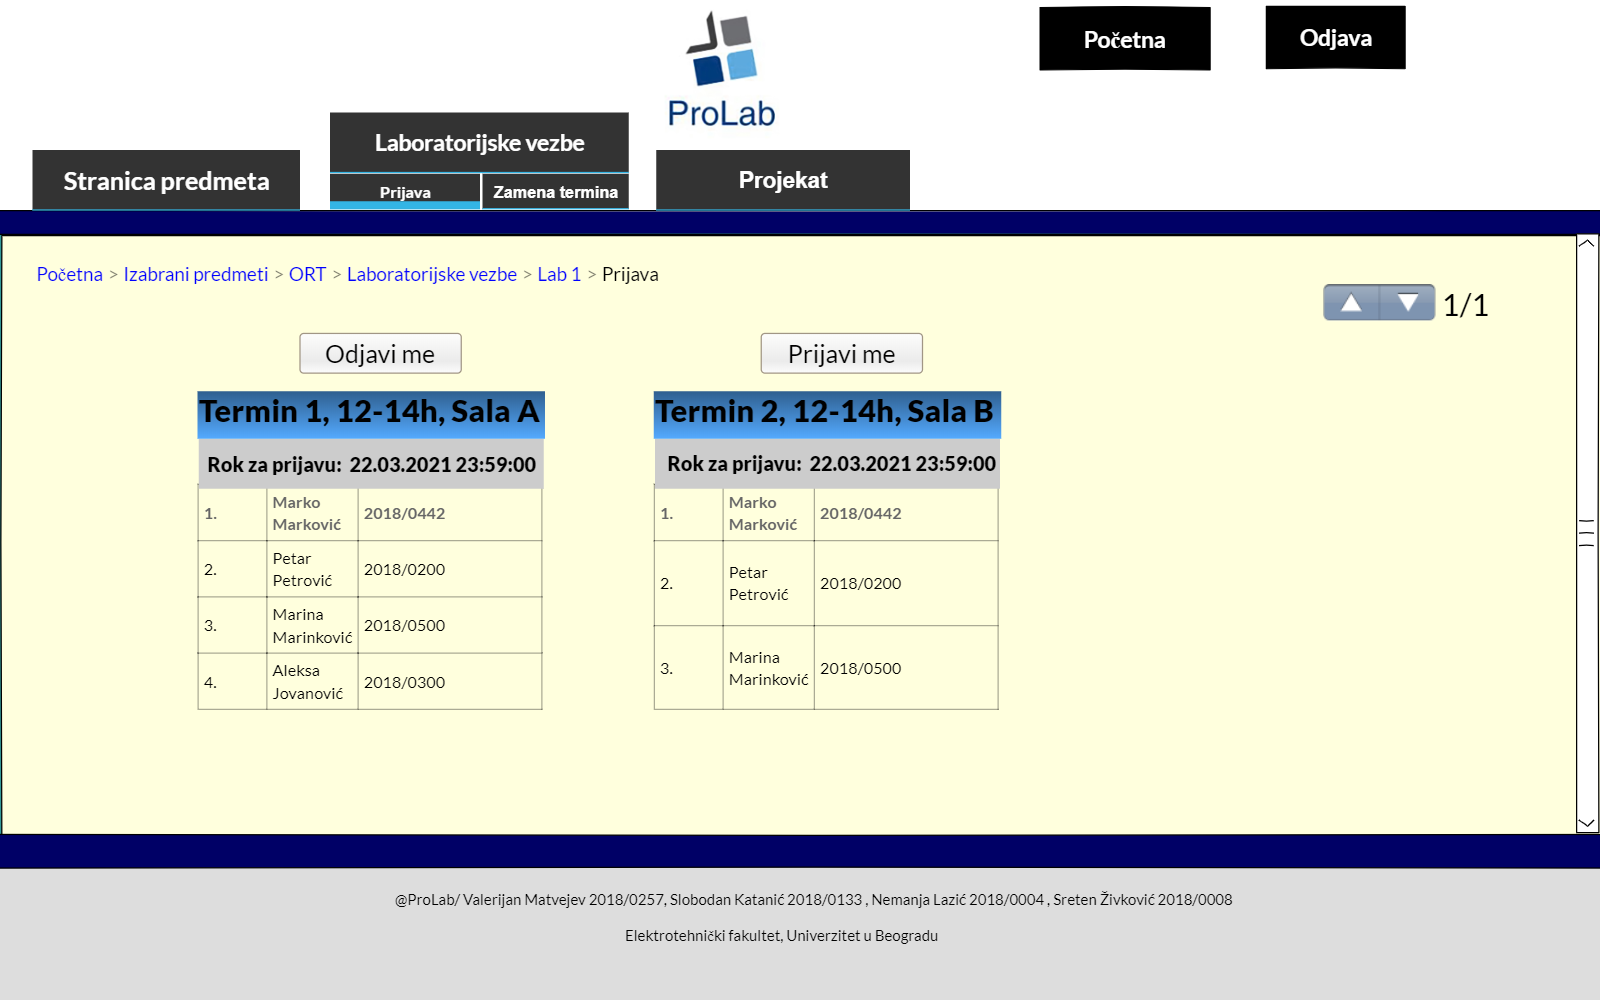 ProLab
Početna
Odjava
Stranica predmeta
Laboratorijske vezbe
Prijava
Zamena termina
Projekat
Početna > Izabrani predmeti > ORT > Laboratorijske vezbe > Lab 1 > Prijava
1/1
Odjavi me
Termin 1, 12-14h, Sala A
Rok za prijavu: 22.03.2021 23:59:00
1. Marko Marković 2018/0442
2. Petar Petrović 2018/0200
3. Marina Marinković 2018/0500
4. Aleksa Jovanović 2018/0300
Prijavi me
Termin 2, 12-14h, Sala B
Rok za prijavu: 22.03.2021 23:59:00
1. Marko Marković 2018/0442
2. Petar Petrović 2018/0200
3. Marina Marinković 2018/0500
@ProLab/ Valerijan Matvejev 2018/0257, Slobodan Katanić 2018/0133 , Nemanja Lazić 2018/0004 , Sreten Živković 2018/0008
Elektrotehnički fakultet, Univerzitet u Beogradu